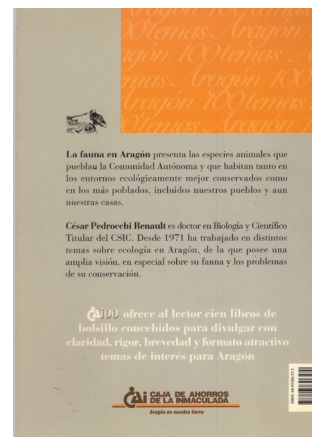 100 temas Aragón
La fauna en Aragón presenta las especies animales que
pueblan la Comunidad Autónoma y que habitan tanto en
los entornos ecológicamente mejor conservados como
en los más poblados, incluidos nuestros pueblos y aun
nuestras casas.
César Pedrocchi Renault es doctor en Biología y Científico
Titular del CSIC. Desde 1971 ha trabajado en distintos
temas sobre ecología en Aragón, de la que posee una
amplia visión, en especial sobre su fauna y los problemas
de su conservación.
CAI100 ofrece al lector cien libros de
bolsillo concebidos para divulgar con
claridad, rigor, brevedad y formato atractivo
temas de interés para Aragón
CAi CAJA DE AHORROS
DE LA INMACULADA
Aragón es nuestra tierra